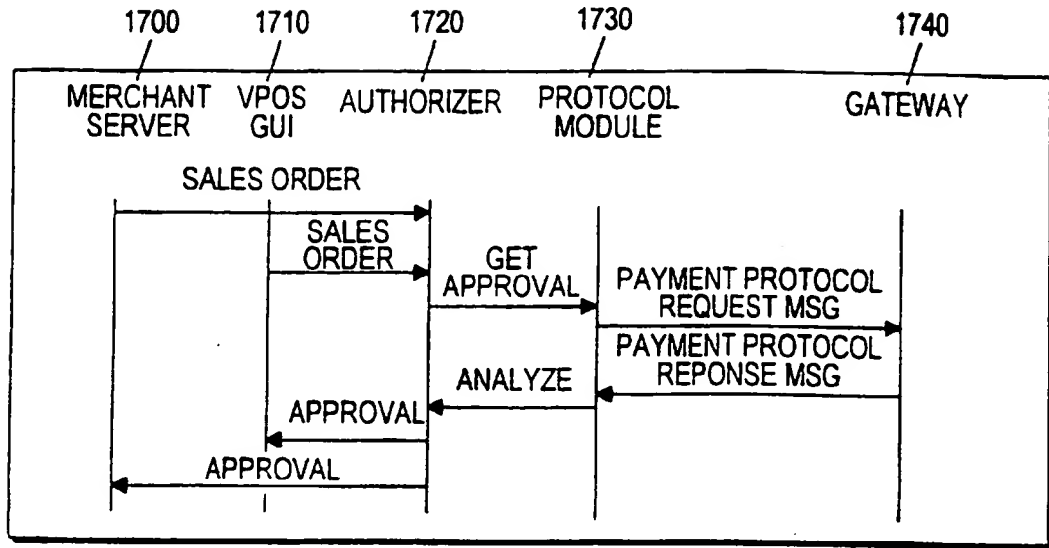 1700 1710 1720 1730 1740
MERCHANT SERVER
VPOS GUI
AUTHORIZER
PROTOCOL MODULE
GATEWAY
SALES ORDER
SALES
ORDER
GET
APPROVAL
PAYMENT PROTOCOL
REQUEST MSG
PAYMENT PROTOCOL
REPONSE MSG
ANALYZE
APPROVAL
APPROVAL